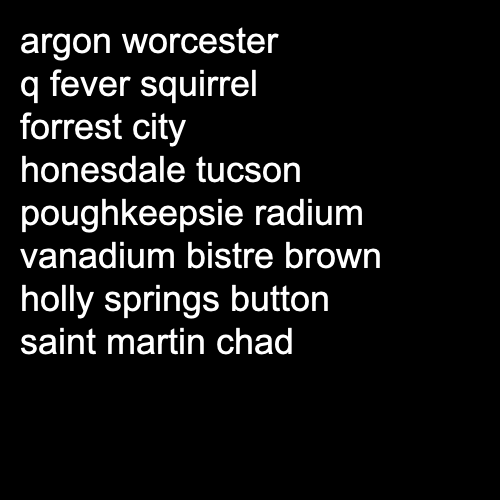 argon worcester
q fever squirrel
forrest city
honesdale tucson
poughkeepsie radium
vanadium bistre brown
holly springs button
saint martin chad